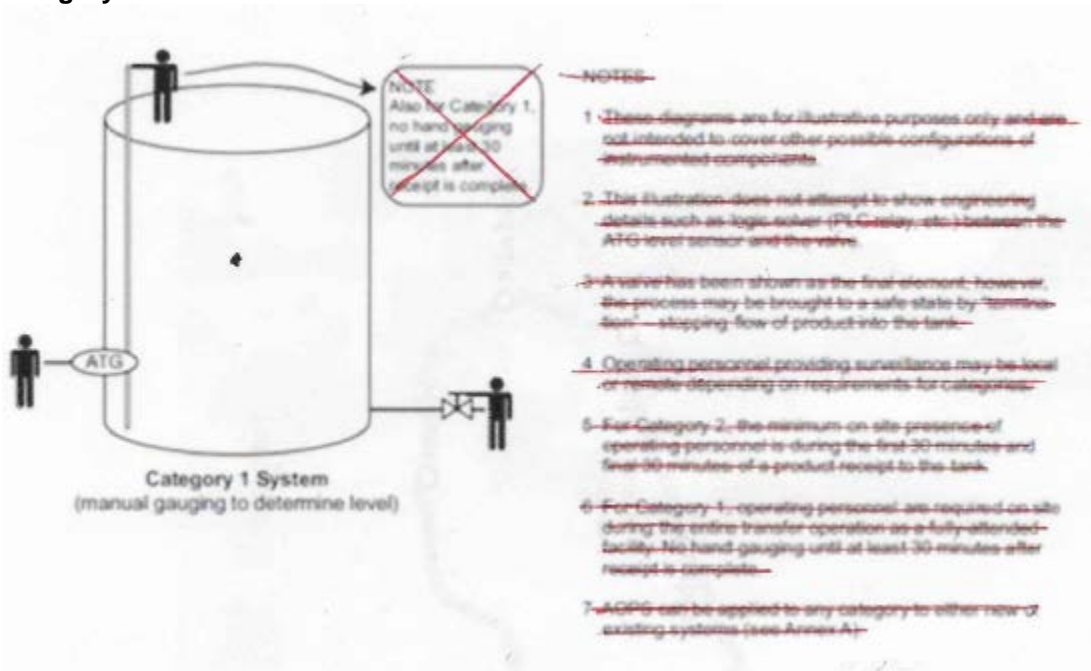 NOTE
Also for Category 1,
no hand gauging
until at least 30
minutes after
receipt is complete.
NOTES
1 These diagrams are for illustrative purposes only and are
not intended to cover other possible configurations of
instrumented components.
2 This illustration does not attempt to show engineering
details such as logic solver (PLC relay, etc.) between the
ATG level sensor and the valve.
3 A valve has been shown as the final element; however,
the process may be brought to a safe state by "termina-
tion" – stopping flow of product into the tank.
4 Operating personnel providing surveillance may be local
or remote depending on requirements for categories.
5 For Category 2, the minimum on site presence of
operating personnel is during the first 30 minutes and
final 30 minutes of a product receipt to the tank.
6 For Category 1, operating personnel are required on site
during the entire transfer operation as a fully attended
facility. No hand gauging until at least 30 minutes after
receipt is complete.
7 AOPS can be applied to any category to either new or
existing systems (see Annex A)
ATG
Category 1 System
(manual gauging to determine level)